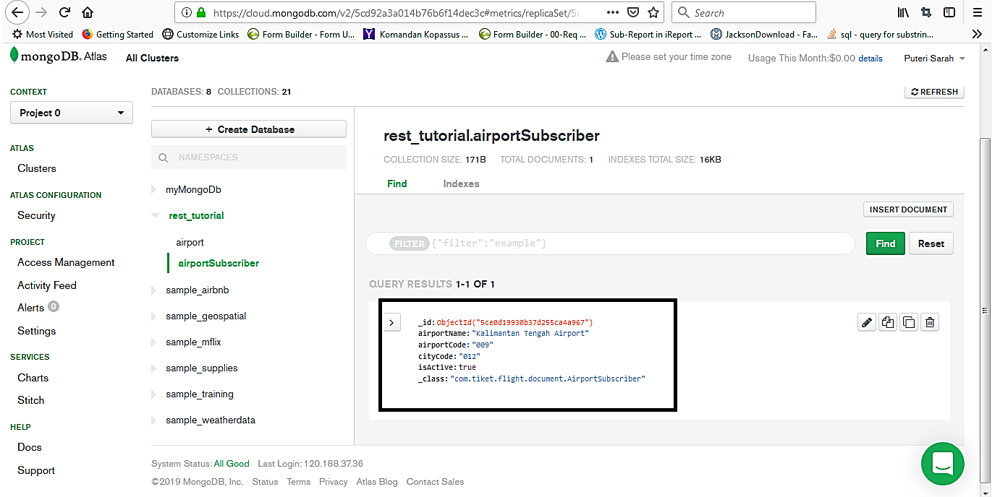 https://cloud.mongodb.com/v2/5cd92a3a014b76b6f14dec3c#metrics/replicaSet/5c
Search
Most Visited
Getting Started
Customize Links
Form Builder - Form U...
Komandan Kopassus ...
Form Builder - 00-Req ...
Sub-Report in iReport ...
JacksonDownload - Fa...
sql - query for substrin...
mongoDB. Atlas
All Clusters
Please set your time zone
Usage This Month:$0.00 details
Puteri Sarah
CONTEXT
Project 0
ATLAS
Clusters
ATLAS CONFIGURATION
Security
PROJECT
Access Management
Activity Feed
Alerts 0
Settings
SERVICES
Charts
Stitch
HELP
Docs
Support
DATABASES: 8 COLLECTIONS: 21
REFRESH
+ Create Database
NAMESPACES
myMongoDb
rest_tutorial
airport
airportSubscriber
sample_airbnb
sample_geospatial
sample_mflix
sample_supplies
sample_training
sample_weatherdata
rest_tutorial.airportSubscriber
COLLECTION SIZE: 171B TOTAL DOCUMENTS: 1 INDEXES TOTAL SIZE: 16KB
Find
Indexes
INSERT DOCUMENT
FILTER {"filter":"example"}
Find
Reset
QUERY RESULTS 1-1 OF 1
_id:ObjectId("5ce0d19930b37d255ca4a967")
airportName:"Kalimantan Tengah Airport"
airportCode:"009"
cityCode:"012"
isActive:true
_class:"com.tiket.flight.document.AirportSubscriber"
System Status: All Good Last Login: 120.188.37.36
©2019 MongoDB, Inc. Status Terms Privacy Atlas Blog Contact Sales